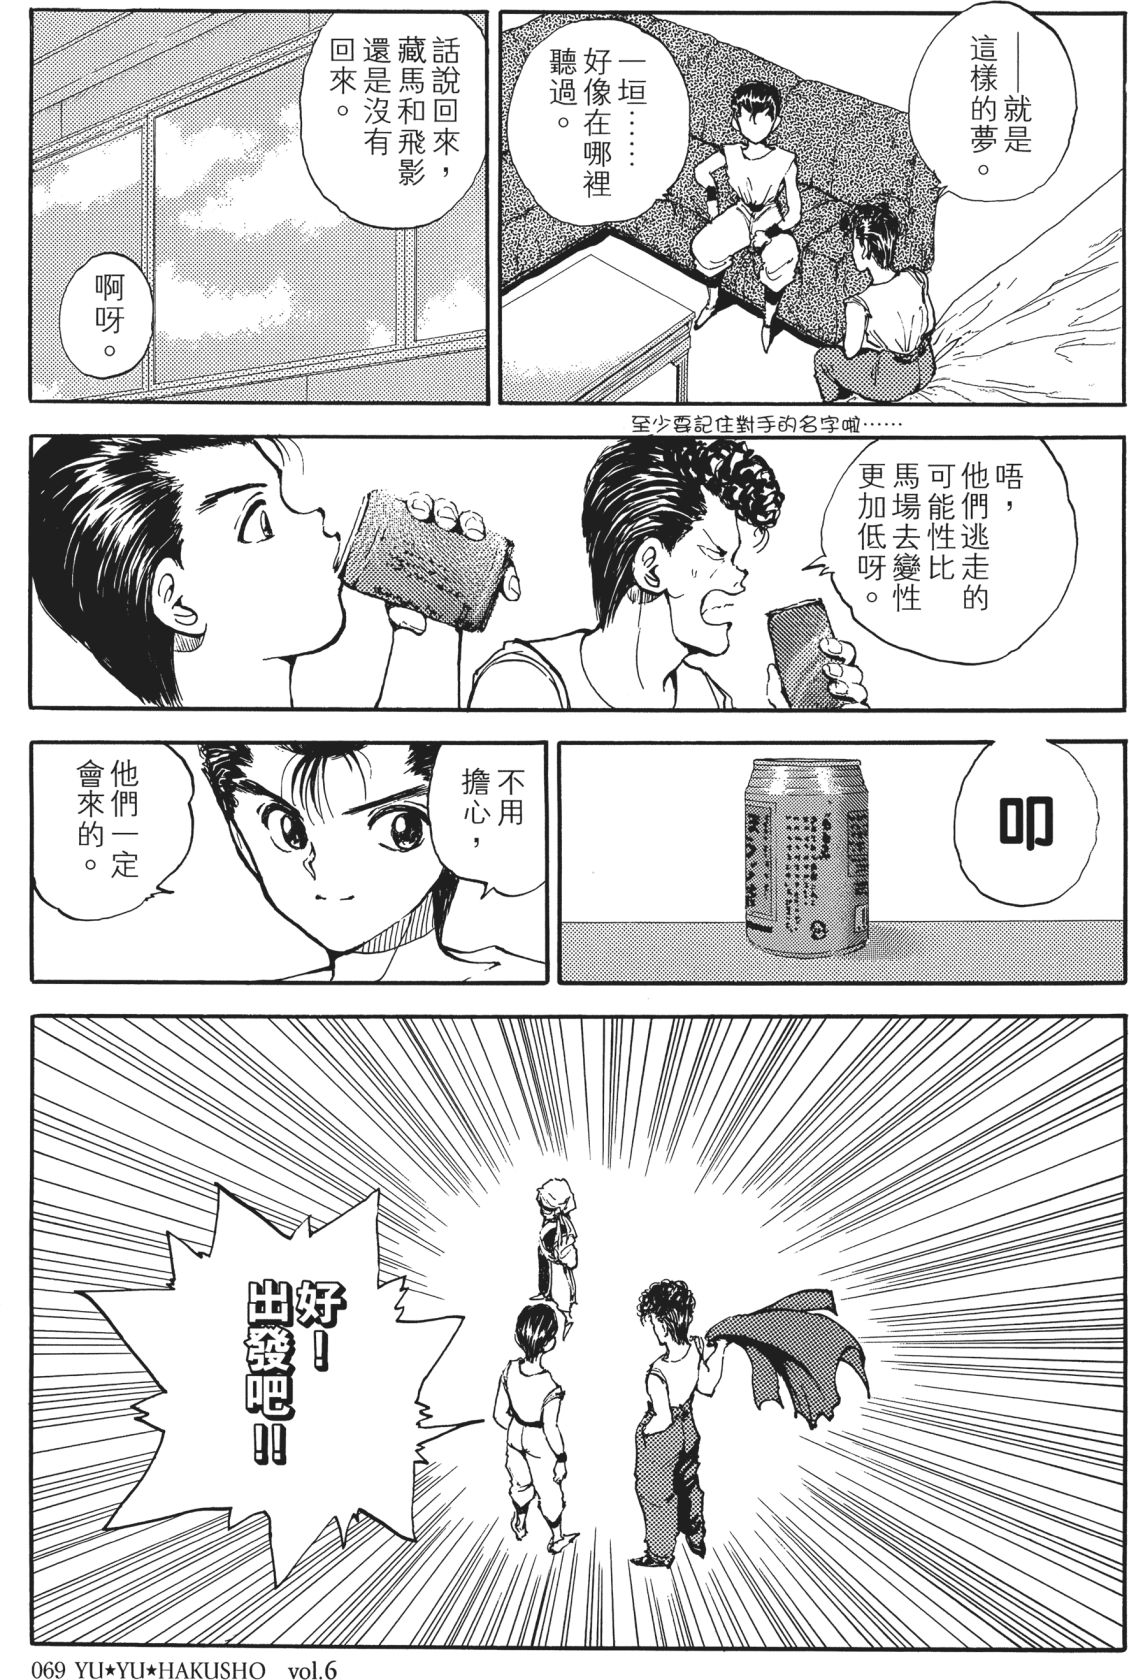 ——就是
這樣的夢。
一垣……
好像在哪裡
聽過。
話說回來，
藏馬和飛影
還是沒有
回來。
啊呀。
至少要記住對手的名字啦……
唔，
他們逃走的
可能性比
馬場去變性
更加低呀。
叩
不用
擔心，
他們一定
會來的。
好！
出發吧!!
069 YU★YU★HAKUSHO vol.6